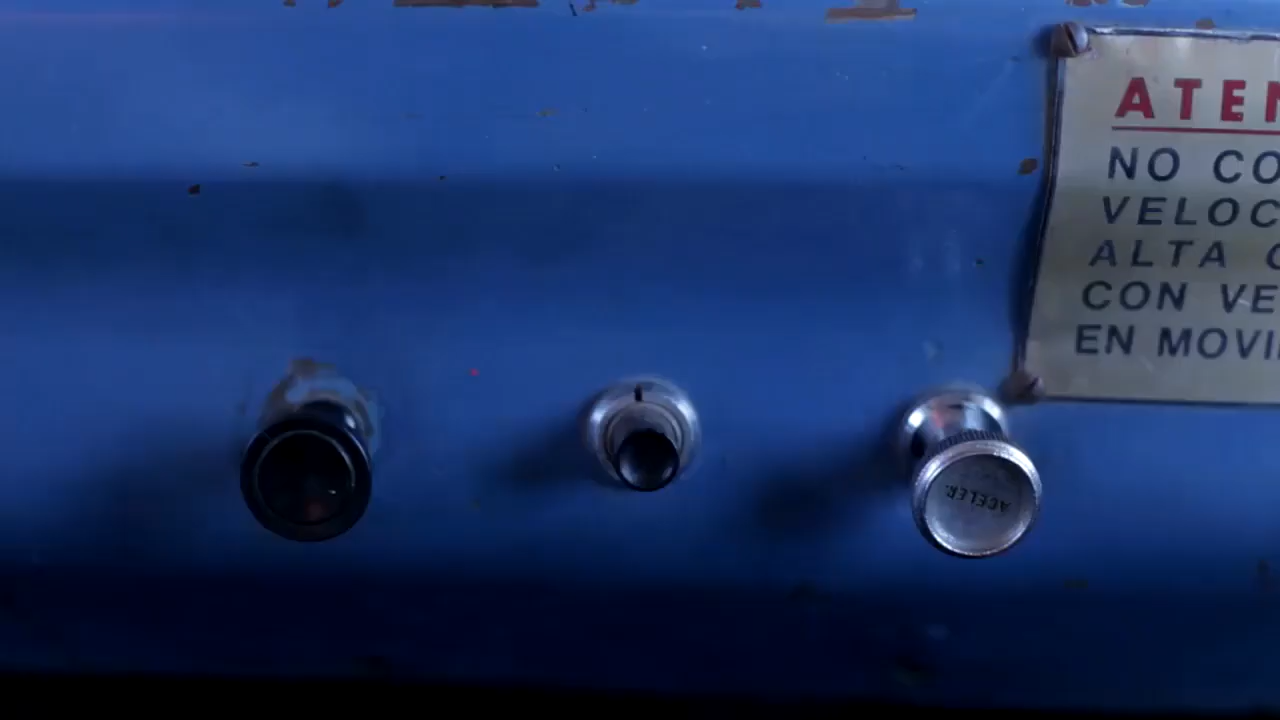 ATEN
NO CO
VELOC
ALTA
CON VE
EN MOVI
ACELER.